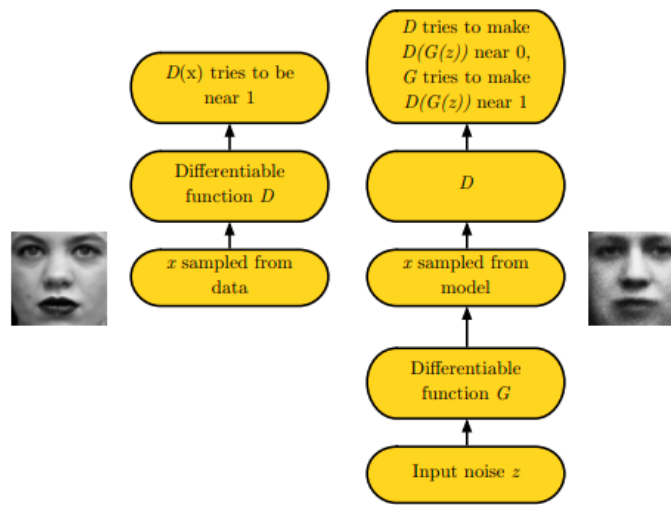 D(x) tries to be
near 1
Differentiable
function D
x sampled from
data
D tries to make
D(G(z)) near 0,
G tries to make
D(G(z)) near 1
D
x sampled from
model
Differentiable
function G
Input noise z